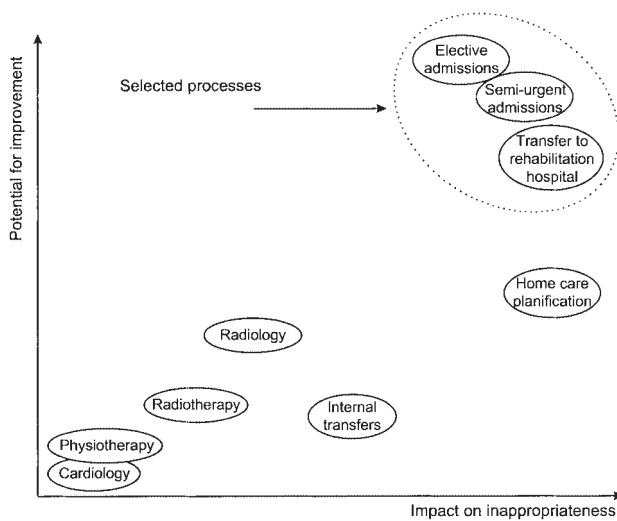 Elective
admissions
Selected processes
Semi-urgent
admissions
Transfer to
rehabilitation
hospital
Potential for improvement
Home care
planification
Radiology
Radiotherapy
Internal
transfers
Physiotherapy
Cardiology
Impact on inappropriateness